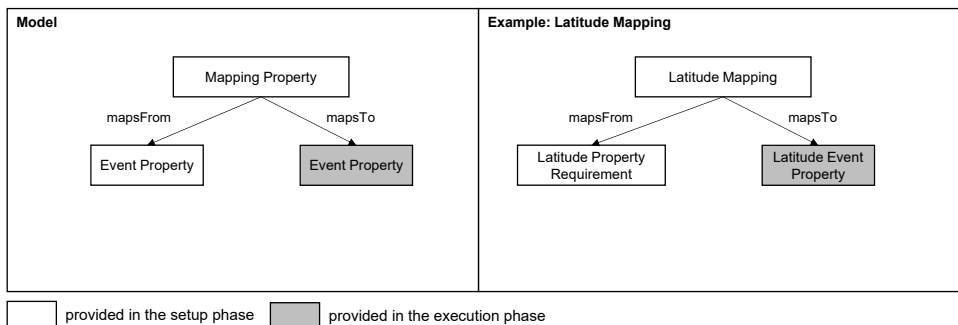 Model
Mapping Property
mapsFrom
mapsTo
Event Property
Event Property
Example: Latitude Mapping
Latitude Mapping
mapsFrom
mapsTo
Latitude Property
Requirement
Latitude Event
Property
provided in the setup phase
provided in the execution phase